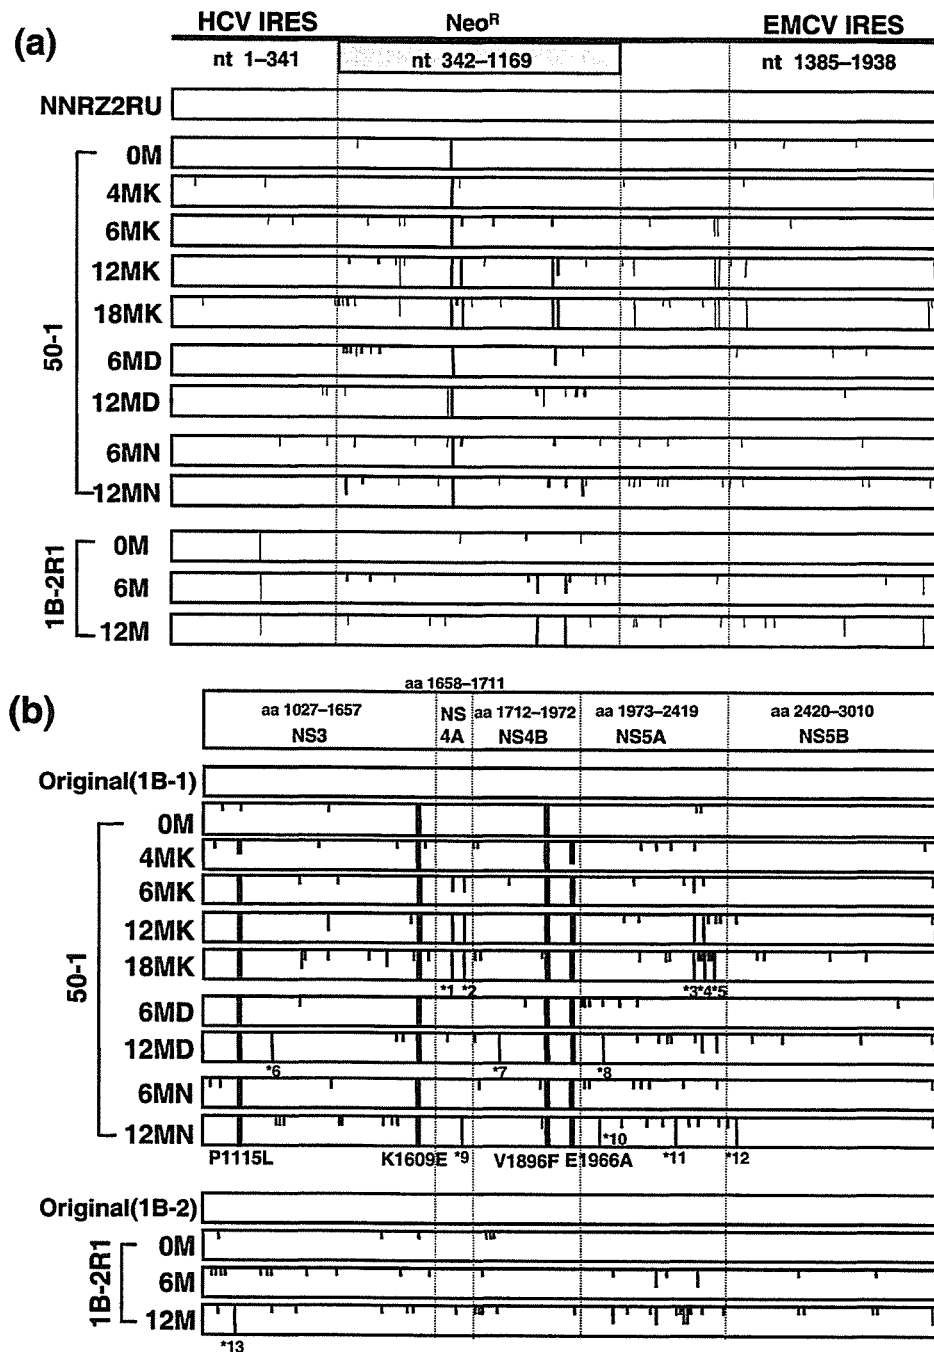 (a)
HCV IRES NeoR EMCV IRES
nt 1–341 nt 342–1169 nt 1385–1938
NNRZ2RU
50-1
0M
4MK
6MK
12MK
18MK
6MD
12MD
6MN
12MN
1B-2R1
0M
6M
12M
(b)
aa 1658–1711
aa 1027–1657 NS aa 1712–1972 aa 1973–2419 aa 2420–3010
NS3 4A NS4B NS5A NS5B
Original(1B-1)
50-1
0M
4MK
6MK
12MK
18MK
*1 *2 *3*4*5
6MD
12MD
*6 *7 *8
6MN
12MN
*10
P1115L K1609E *9 V1896F E1966A *11 *12
Original(1B-2)
1B-2R1
0M
6M
12M
*13